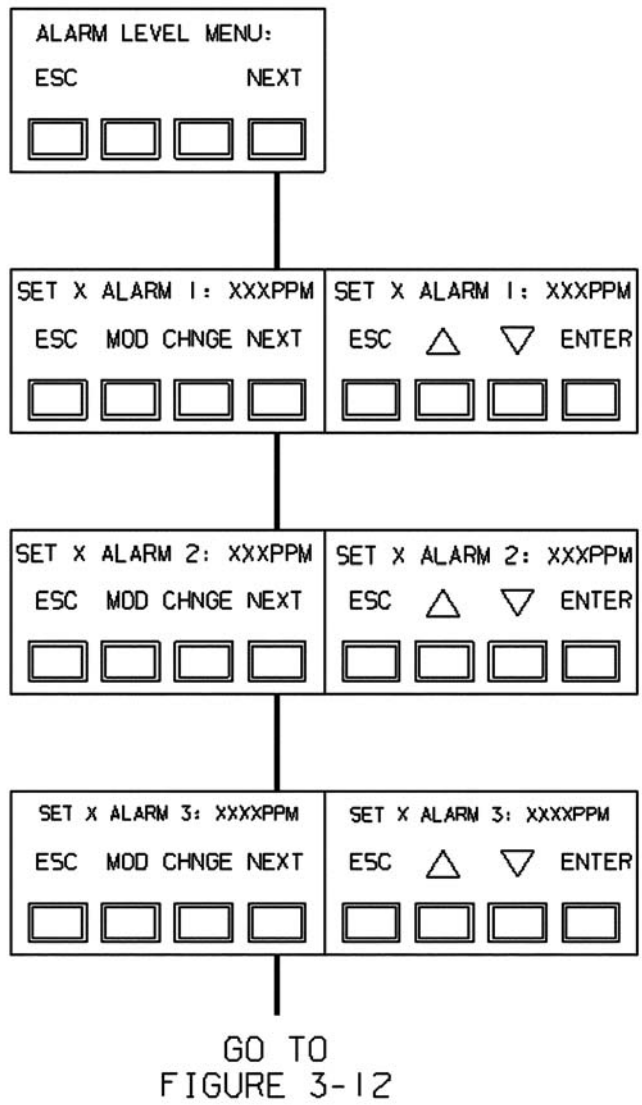 ALARM LEVEL MENU:
ESC NEXT
SET X ALARM 1: XXXPPM
ESC MOD CHNGE NEXT
SET X ALARM 1: XXXPPM
ESC ENTER
SET X ALARM 2: XXXPPM
ESC MOD CHNGE NEXT
SET X ALARM 2: XXXPPM
ESC ENTER
SET X ALARM 3: XXXXPPM
ESC MOD CHNGE NEXT
SET X ALARM 3: XXXXPPM
ESC ENTER
GO TO
FIGURE 3-12